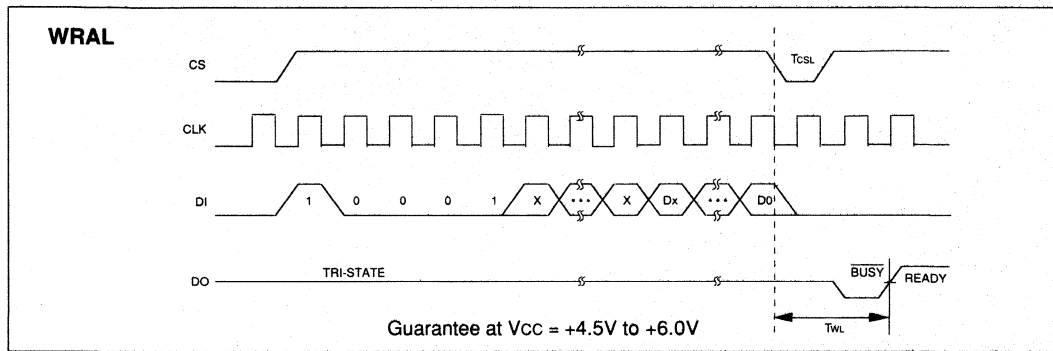 WRAL
CS
TCSL
CLK
DI 1 0 0 0 1 X ••• X Dx ••• D0
DO TRI-STATE BUSY READY
TWL
Guarantee at VCC = +4.5V to +6.0V